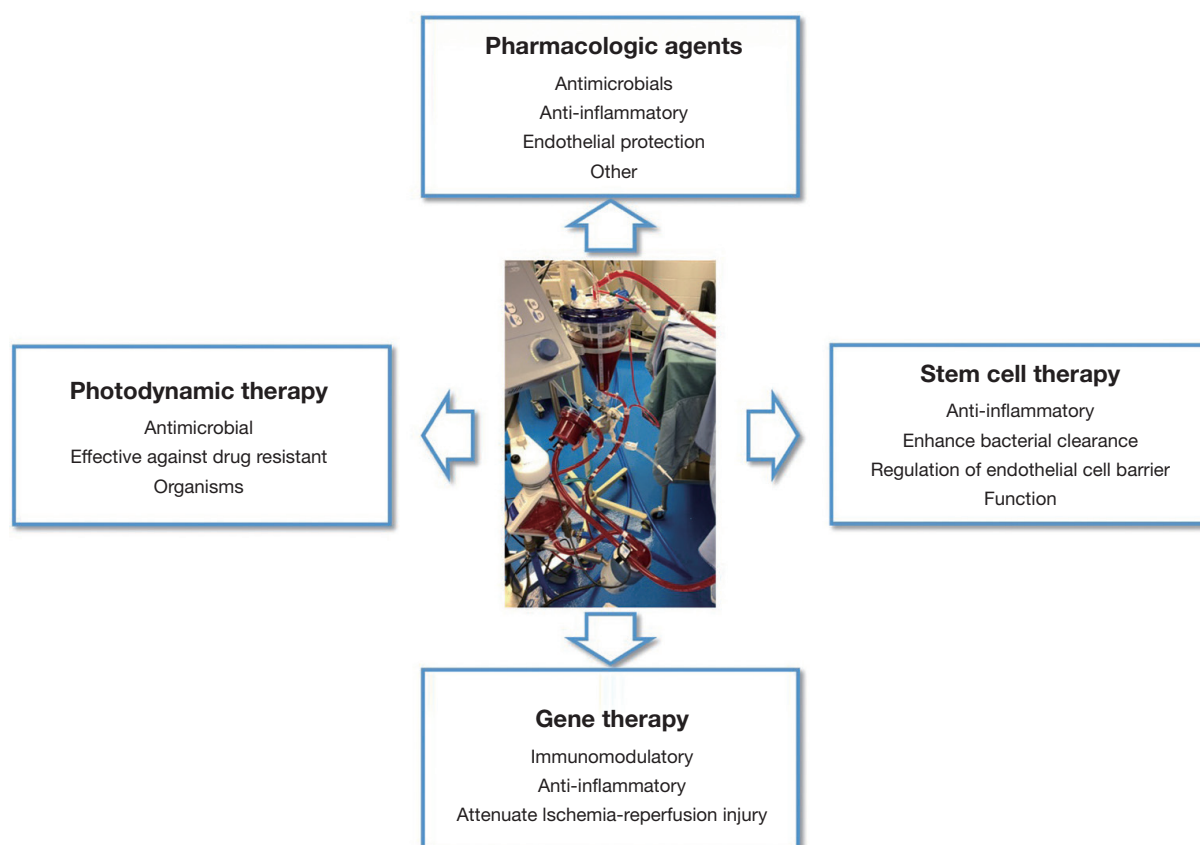 Pharmacologic agents
Antimicrobials
Anti-inflammatory
Endothelial protection
Other
Photodynamic therapy
Antimicrobial
Effective against drug resistant
Organisms
Stem cell therapy
Anti-inflammatory
Enhance bacterial clearance
Regulation of endothelial cell barrier
Function
Gene therapy
Immunomodulatory
Anti-inflammatory
Attenuate Ischemia-reperfusion injury